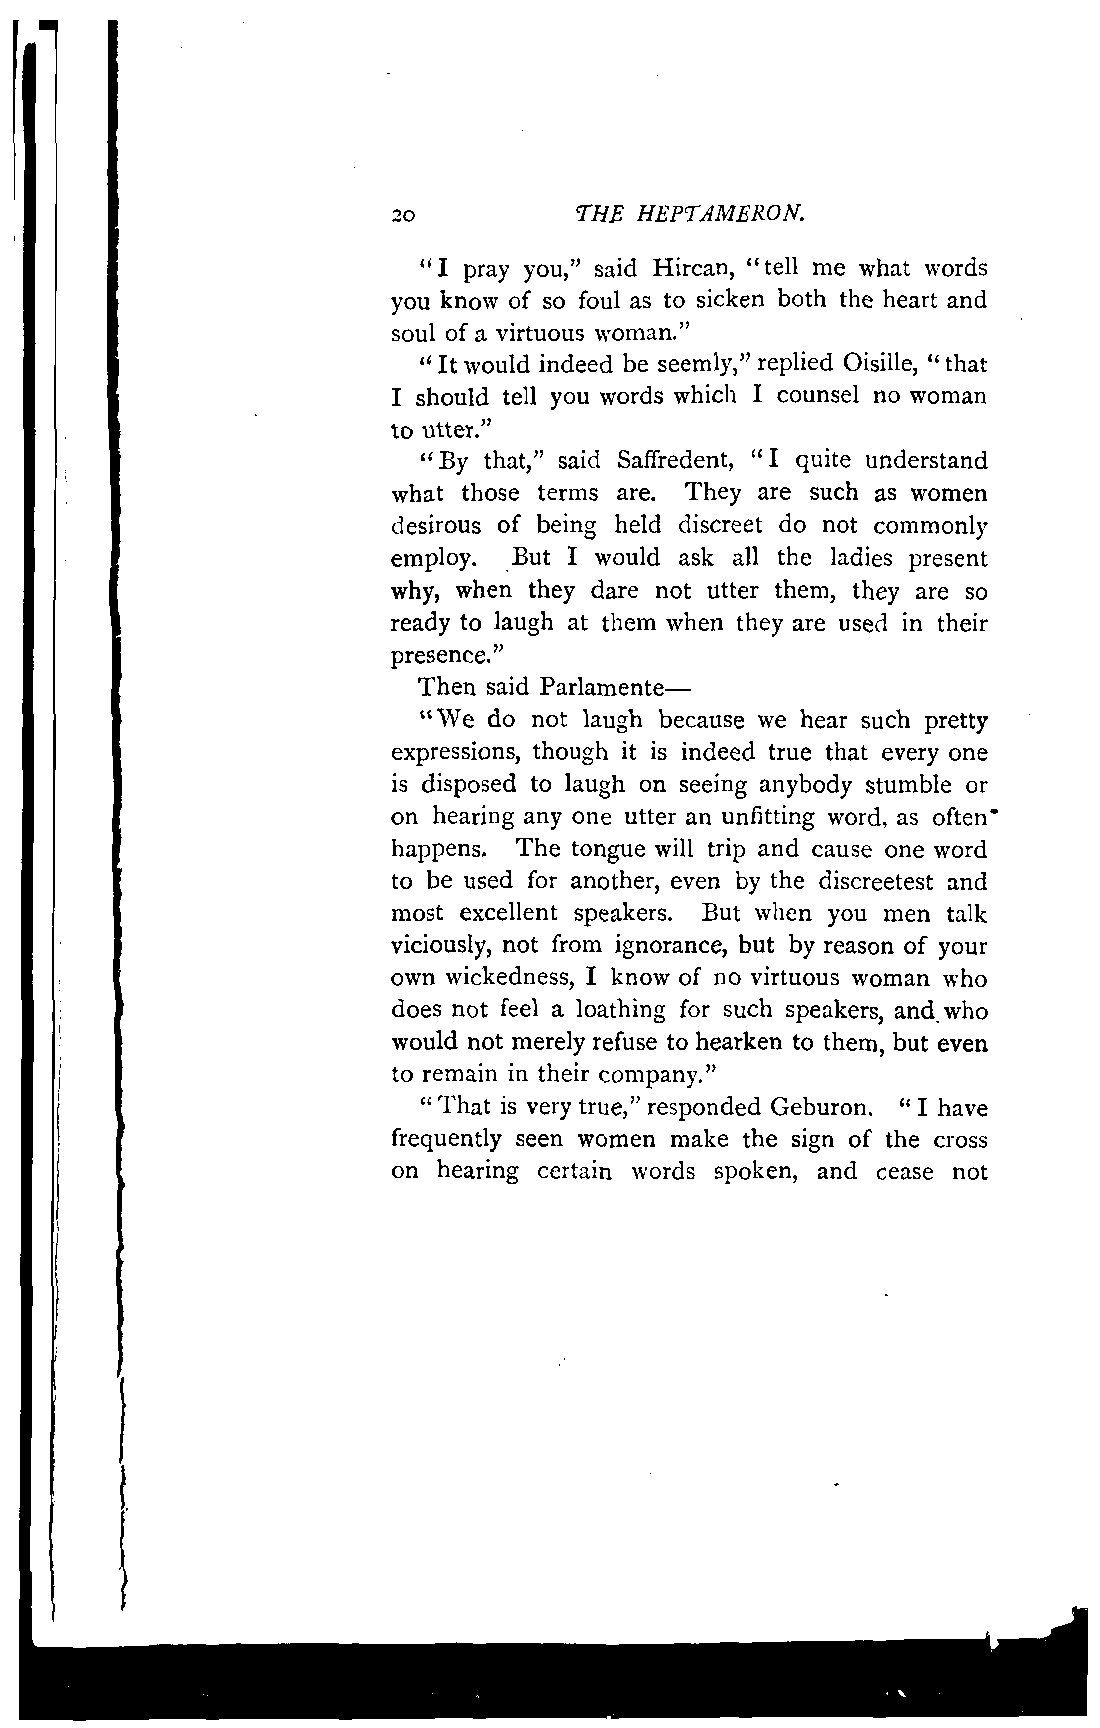 20 THE HEPTAMERON.
"I pray you," said Hircan, "tell me what words
you know of so foul as to sicken both the heart and
soul of a virtuous woman."
"It would indeed be seemly," replied Oisille, "that
I should tell you words which I counsel no woman
to utter."
"By that," said Saffredent, "I quite understand
what those terms are. They are such as women
desirous of being held discreet do not commonly
employ. But I would ask all the ladies present
why, when they dare not utter them, they are so
ready to laugh at them when they are used in their
presence."
Then said Parlamente—
"We do not laugh because we hear such pretty
expressions, though it is indeed true that every one
is disposed to laugh on seeing anybody stumble or
on hearing any one utter an unfitting word, as often
happens. The tongue will trip and cause one word
to be used for another, even by the discreetest and
most excellent speakers. But when you men talk
viciously, not from ignorance, but by reason of your
own wickedness, I know of no virtuous woman who
does not feel a loathing for such speakers, and who
would not merely refuse to hearken to them, but even
to remain in their company."
"That is very true," responded Geburon. "I have
frequently seen women make the sign of the cross
on hearing certain words spoken, and cease not